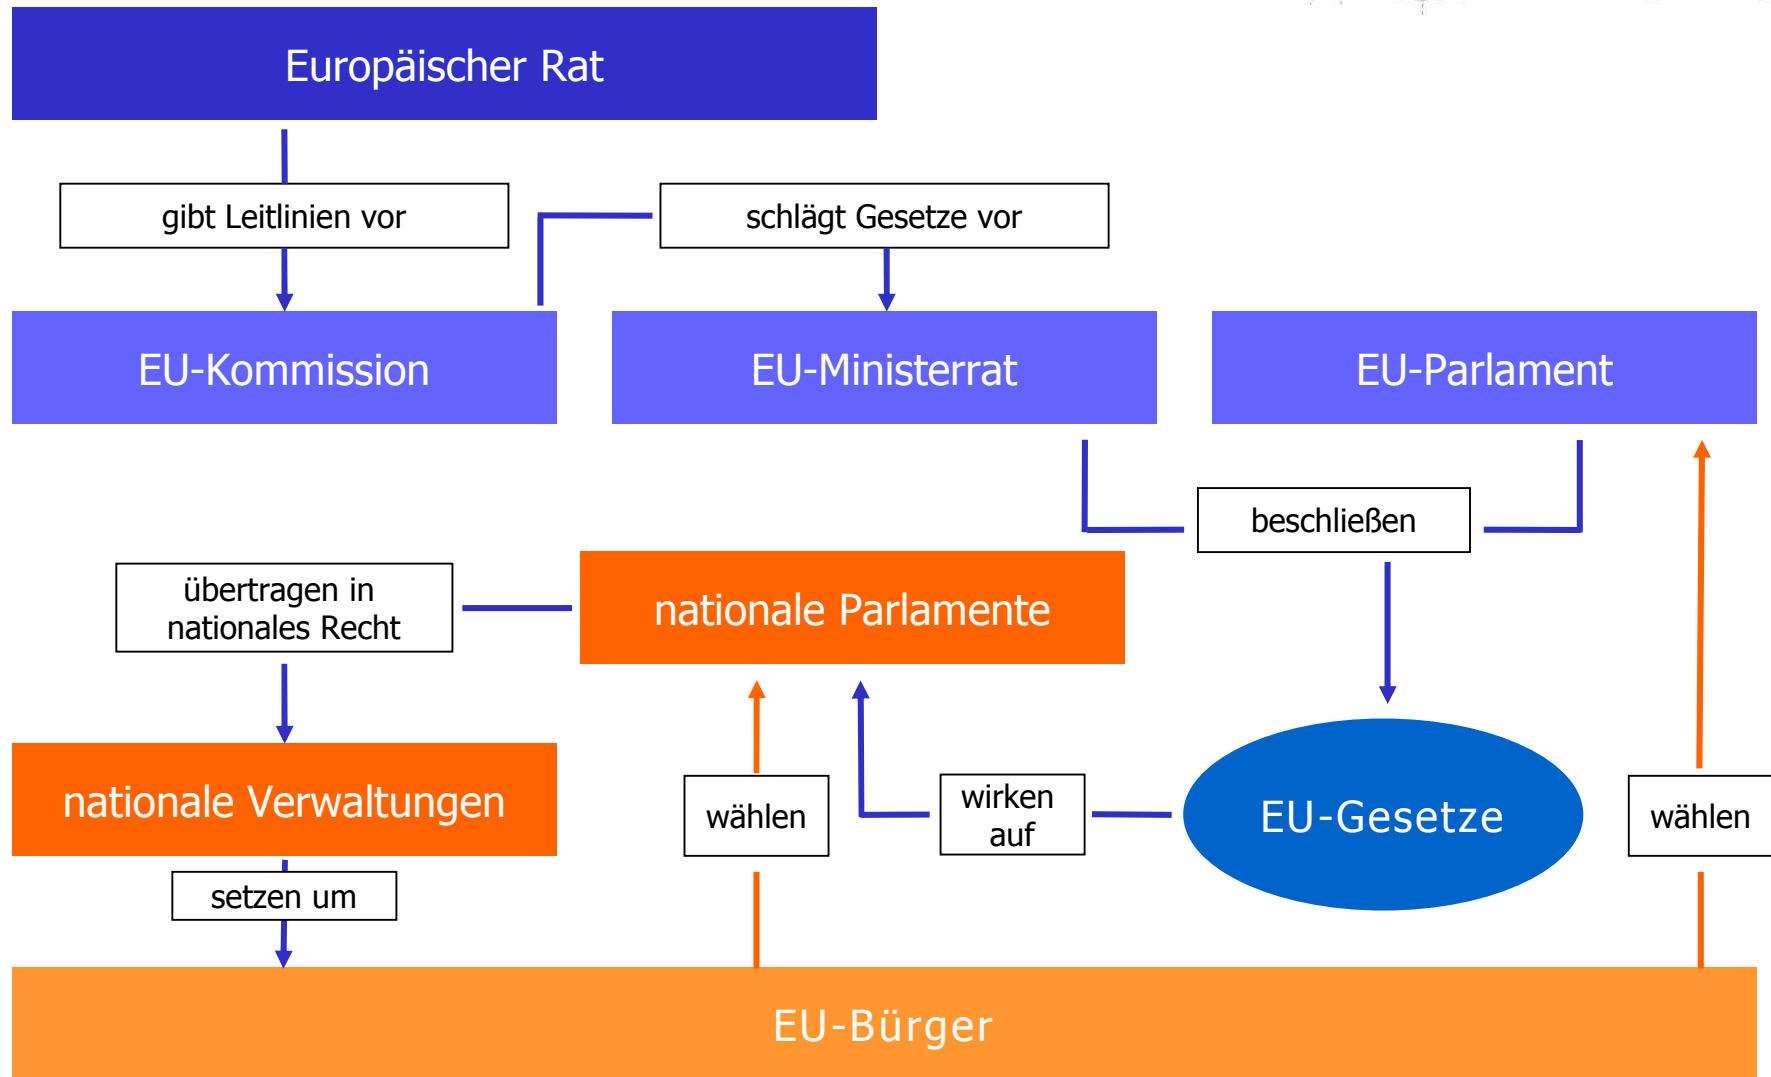 Europäischer Rat
gibt Leitlinien vor
schlägt Gesetze vor
EU-Kommission
EU-Ministerrat
EU-Parlament
beschließen
übertragen in
nationales Recht
nationale Parlamente
nationale Verwaltungen
wählen
wirken
auf
EU-Gesetze
wählen
setzen um
EU-Bürger